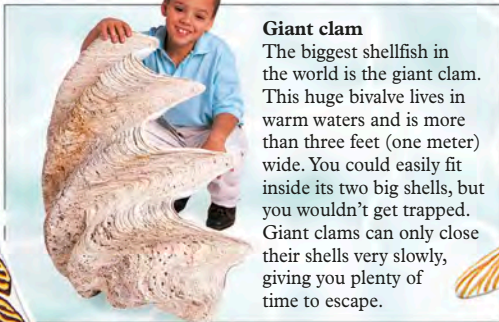 Giant clam
The biggest shellfish in
the world is the giant clam.
This huge bivalve lives in
warm waters and is more
than three feet (one meter)
wide. You could easily fit
inside its two big shells, but
you wouldn’t get trapped.
Giant clams can only close
their shells very slowly,
giving you plenty of
time to escape.